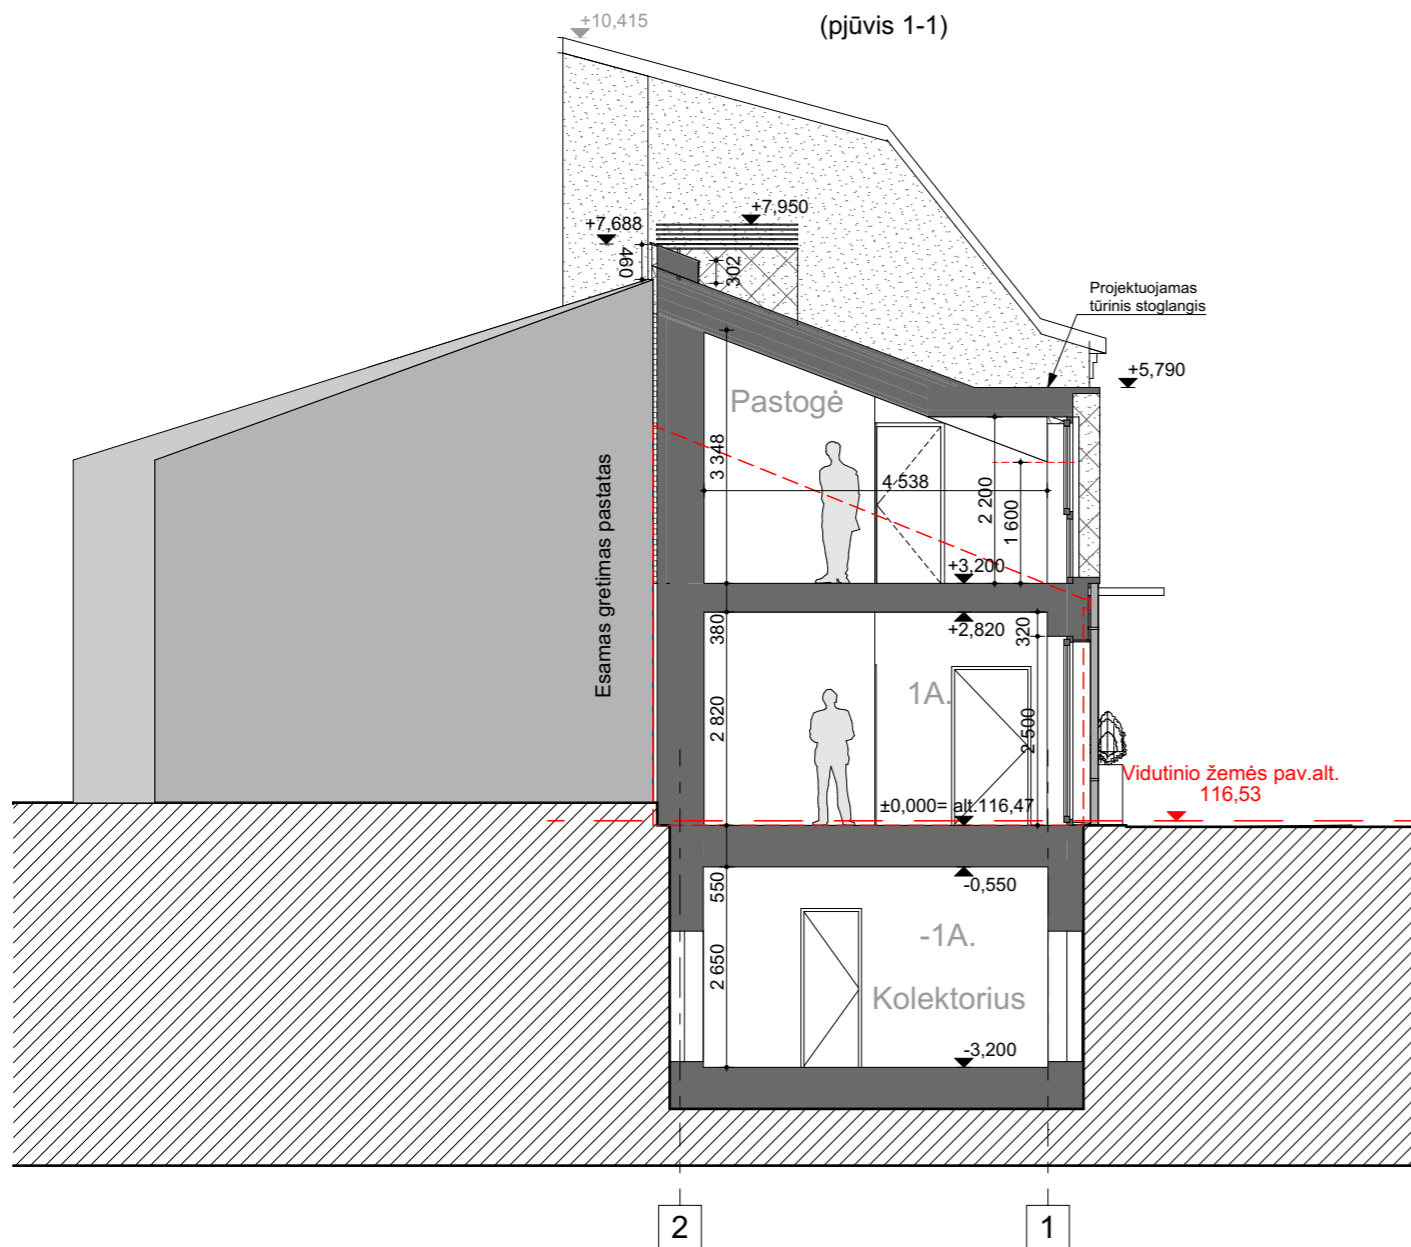 +10,415
(pjūvis 1-1)
+7,950
+7,688
460
302
Projektuojamas
tūrinis stoglangis
+5,790
Pastogė
3 348
4 538
2 200
1 600
Esamas gretimas pastatas
+3,200
380
+2,820
320
1A.
2 820
2 500
Vidutinio žemės pav.alt.
116,53
±0,000= alt.116,47
550
-0,550
-1A.
2 650
Kolektorius
-3,200
2
1